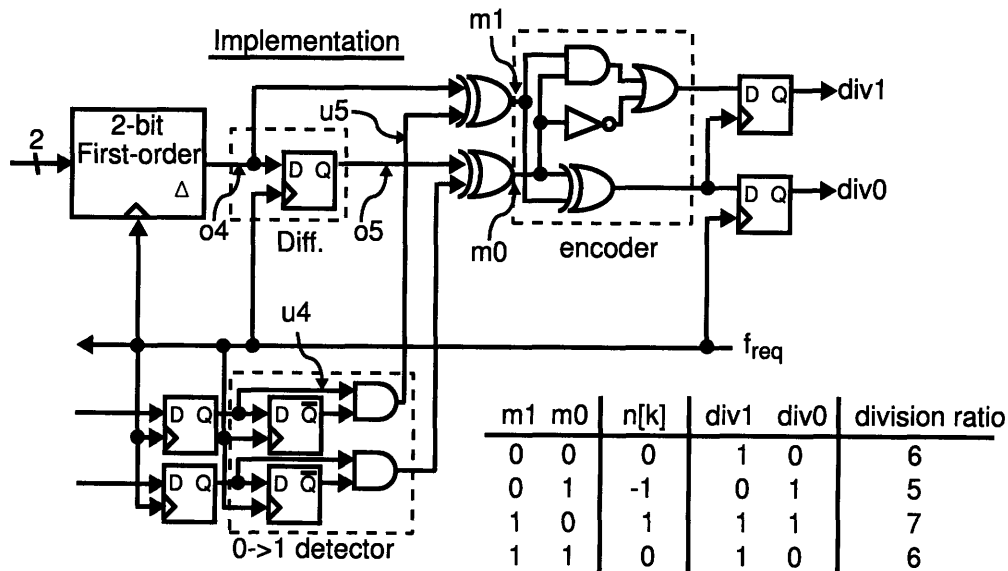 Implementation
m1
2
2-bit
First-order
Δ
o4
D Q
Diff.
o5
u5
m0
encoder
D Q
div1
D Q
div0
u4
f_req
D Q
D Q̅
D Q
D Q̅
0->1 detector
m1 m0 n[k] div1 div0 division ratio
0 0 0 1 0 6
0 1 -1 0 1 5
1 0 1 1 1 7
1 1 0 1 0 6